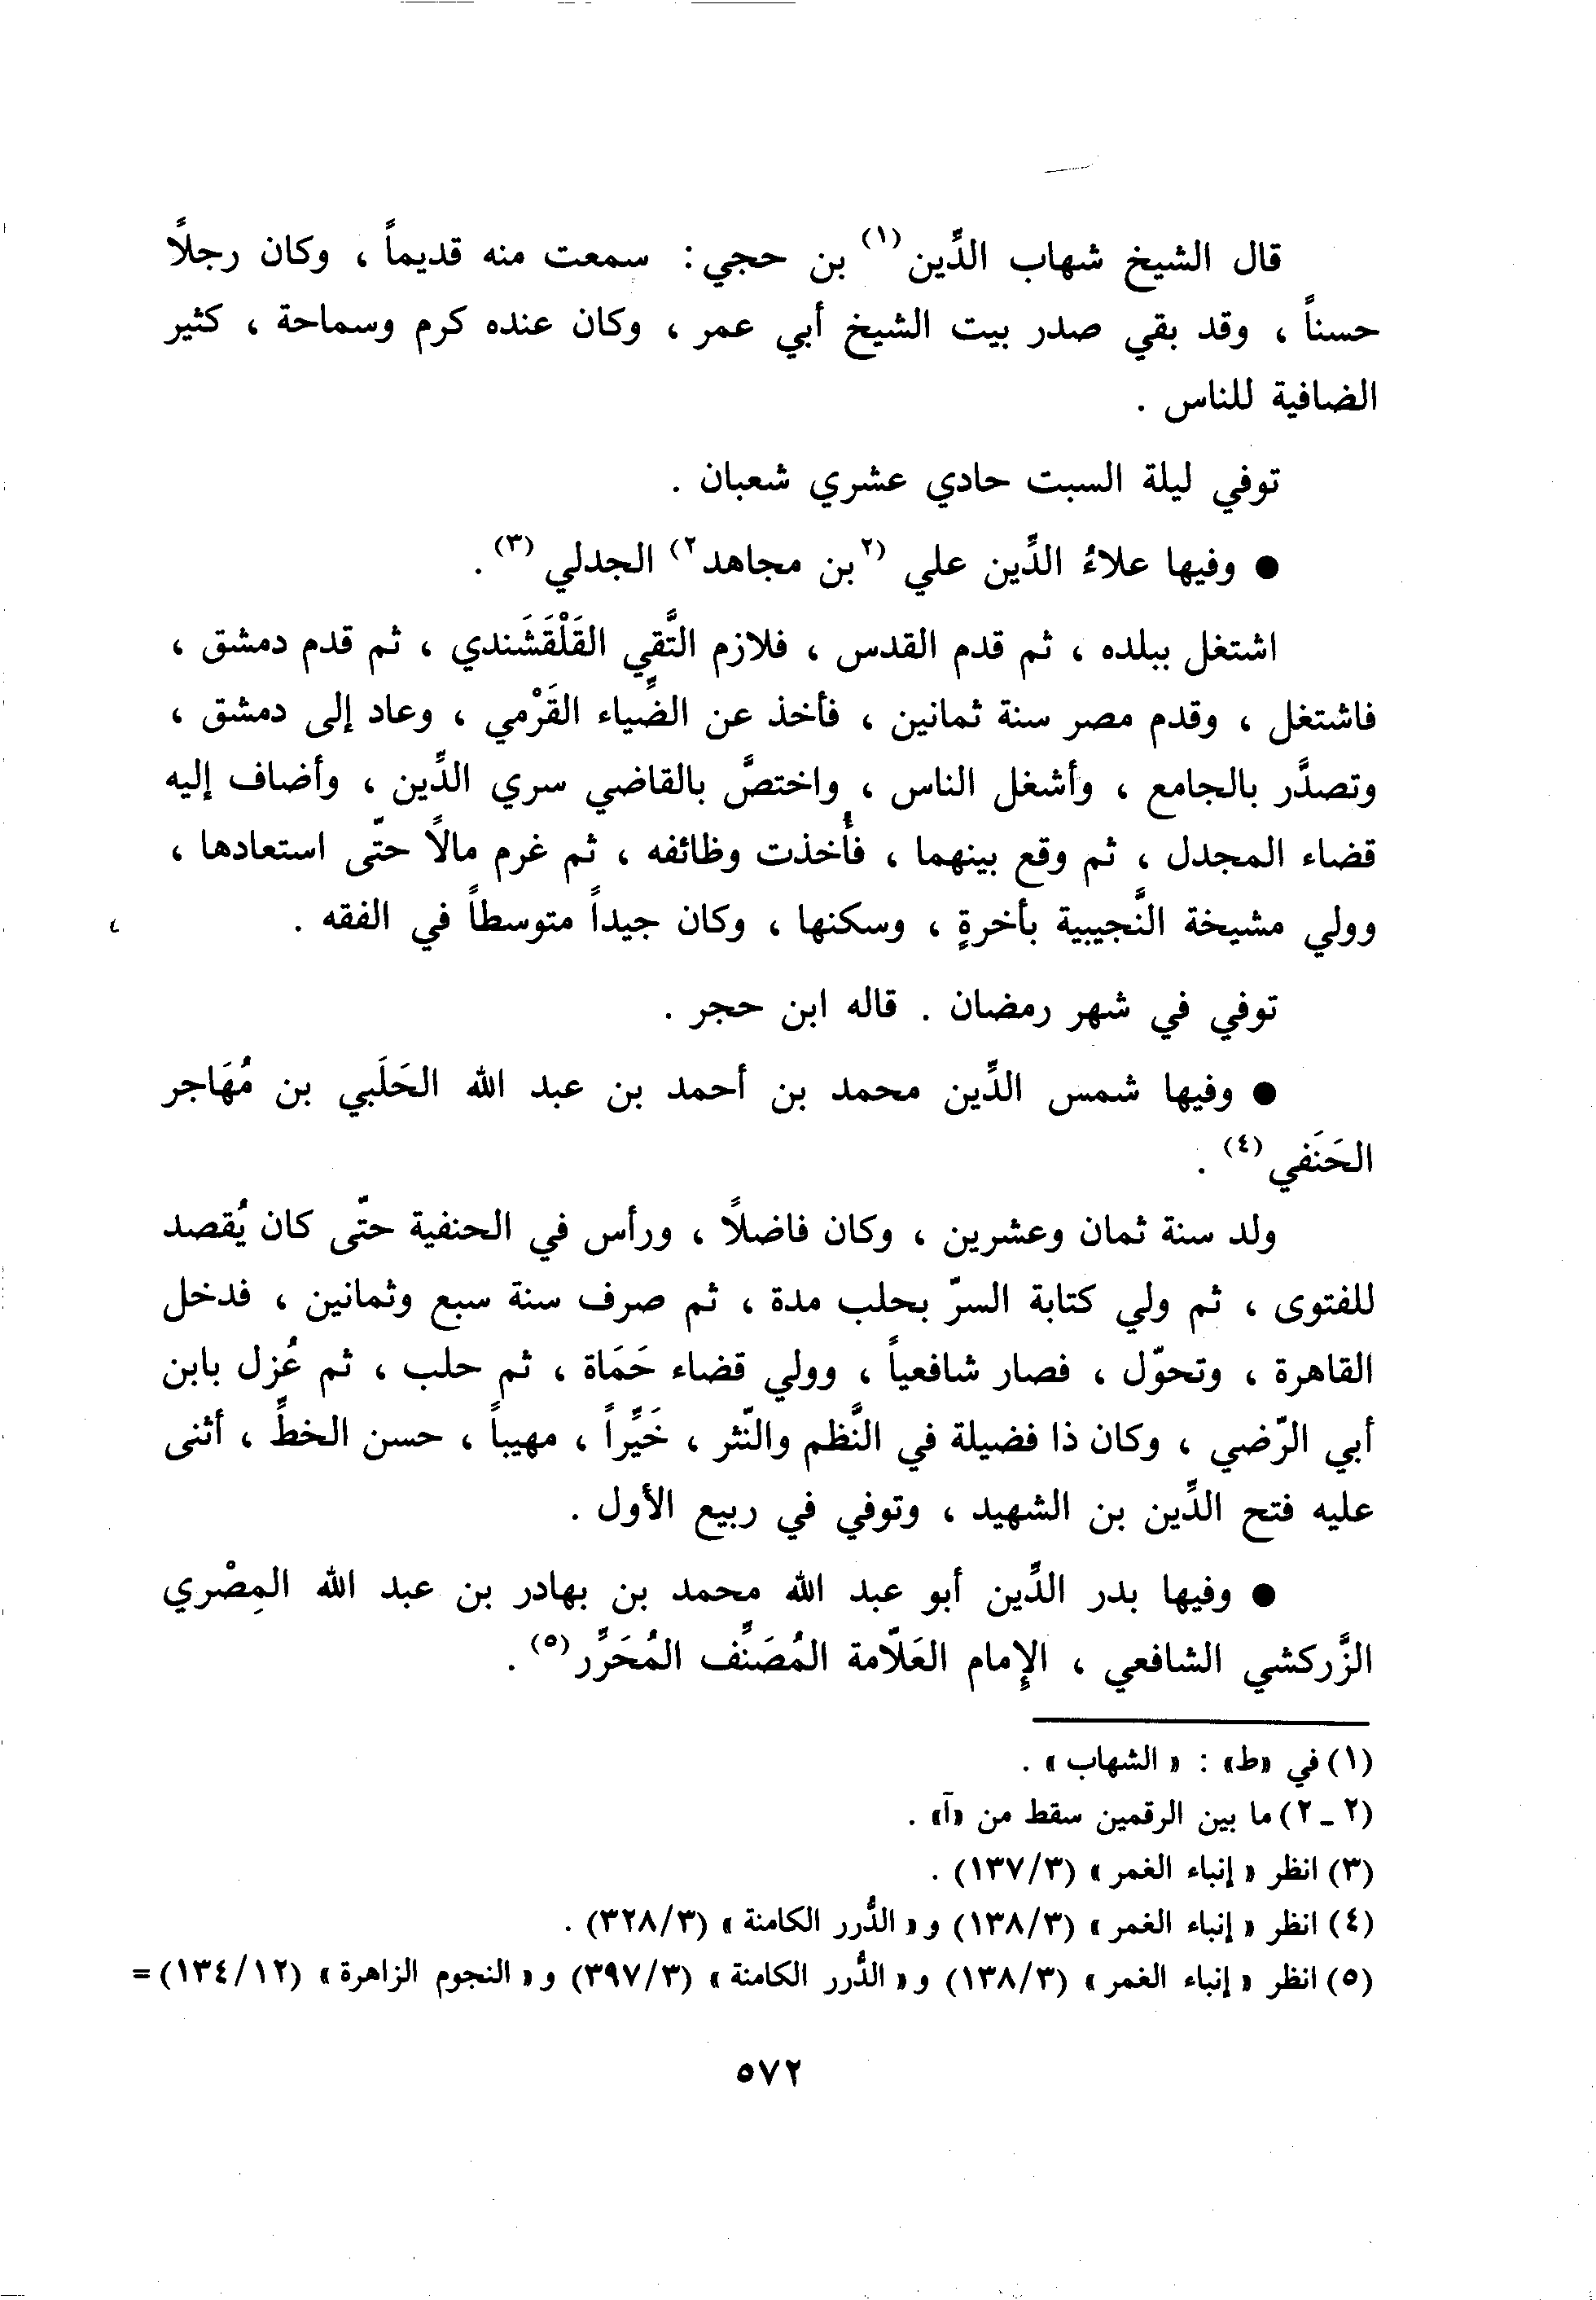 قال الشيخ شهاب الدِّين (١) بن حجي : سمعت منه قديماً ، وكان رجلاً
حسناً ، وقد بقي صدر بيت الشيخ أبي عمر ، وكان عنده كرم وسماحة ، كثير
الضافية للناس .
توفي ليلة السبت حادي عشري شعبان .
● وفيها علاءُ الدِّين علي (٢ بن مجاهد ٢) الجدلي (٣) .
اشتغل ببلده ، ثم قدم القدس ، فلازم التَّقي القَلْقَشَندي ، ثم قدم دمشق ،
فاشتغل ، وقدم مصر سنة ثمانين ، فأخذ عن الضِّياء القَرْمي ، وعاد إلى دمشق ،
وتصدَّر بالجامع ، وأشغل الناس ، واختصَّ بالقاضي سري الدِّين ، وأضاف إليه
قضاء المجدل ، ثم وقع بينهما ، فأُخذت وظائفه ، ثم غرم مالاً حتّى استعادها ،
وولي مشيخة النَّجيبية بأخرةٍ ، وسكنها ، وكان جيداً متوسطاً في الفقه .
توفي في شهر رمضان . قاله ابن حجر .
● وفيها شمس الدِّين محمد بن أحمد بن عبد الله الحَلَبي بن مُهَاجر
الحَنَفي (٤) .
ولد سنة ثمان وعشرين ، وكان فاضلاً ، ورأس في الحنفية حتّى كان يُقصد
للفتوى ، ثم ولي كتابة السرّ بحلب مدة ، ثم صرف سنة سبع وثمانين ، فدخل
القاهرة ، وتحوّل ، فصار شافعياً ، وولي قضاء حَمَاة ، ثم حلب ، ثم عُزل بابن
أبي الرّضي ، وكان ذا فضيلة في النَّظم والنّثر ، خَيِّراً ، مهيباً ، حسن الخطِّ ، أثنى
عليه فتح الدِّين بن الشهيد ، وتوفي في ربيع الأول .
● وفيها بدر الدِّين أبو عبد الله محمد بن بهادر بن عبد الله المِصْري
الزَّركشي الشافعي ، الإِمام العَلاّمة المُصَنِّف المُحَرِّر (٥) .
(١) في «ط» : « الشهاب » .
(٢ - ٢) ما بين الرقمين سقط من «آ» .
(٣) انظر « إنباء الغمر » (١٣٧/٣) .
(٤) انظر « إنباء الغمر » (١٣٨/٣) و « الدُّرر الكامنة » (٣٢٨/٣) .
(٥) انظر « إنباء الغمر » (١٣٨/٣) و « الدُّرر الكامنة » (٣٩٧/٣) و « النجوم الزاهرة » (١٣٤/١٢) =
٥٧٢